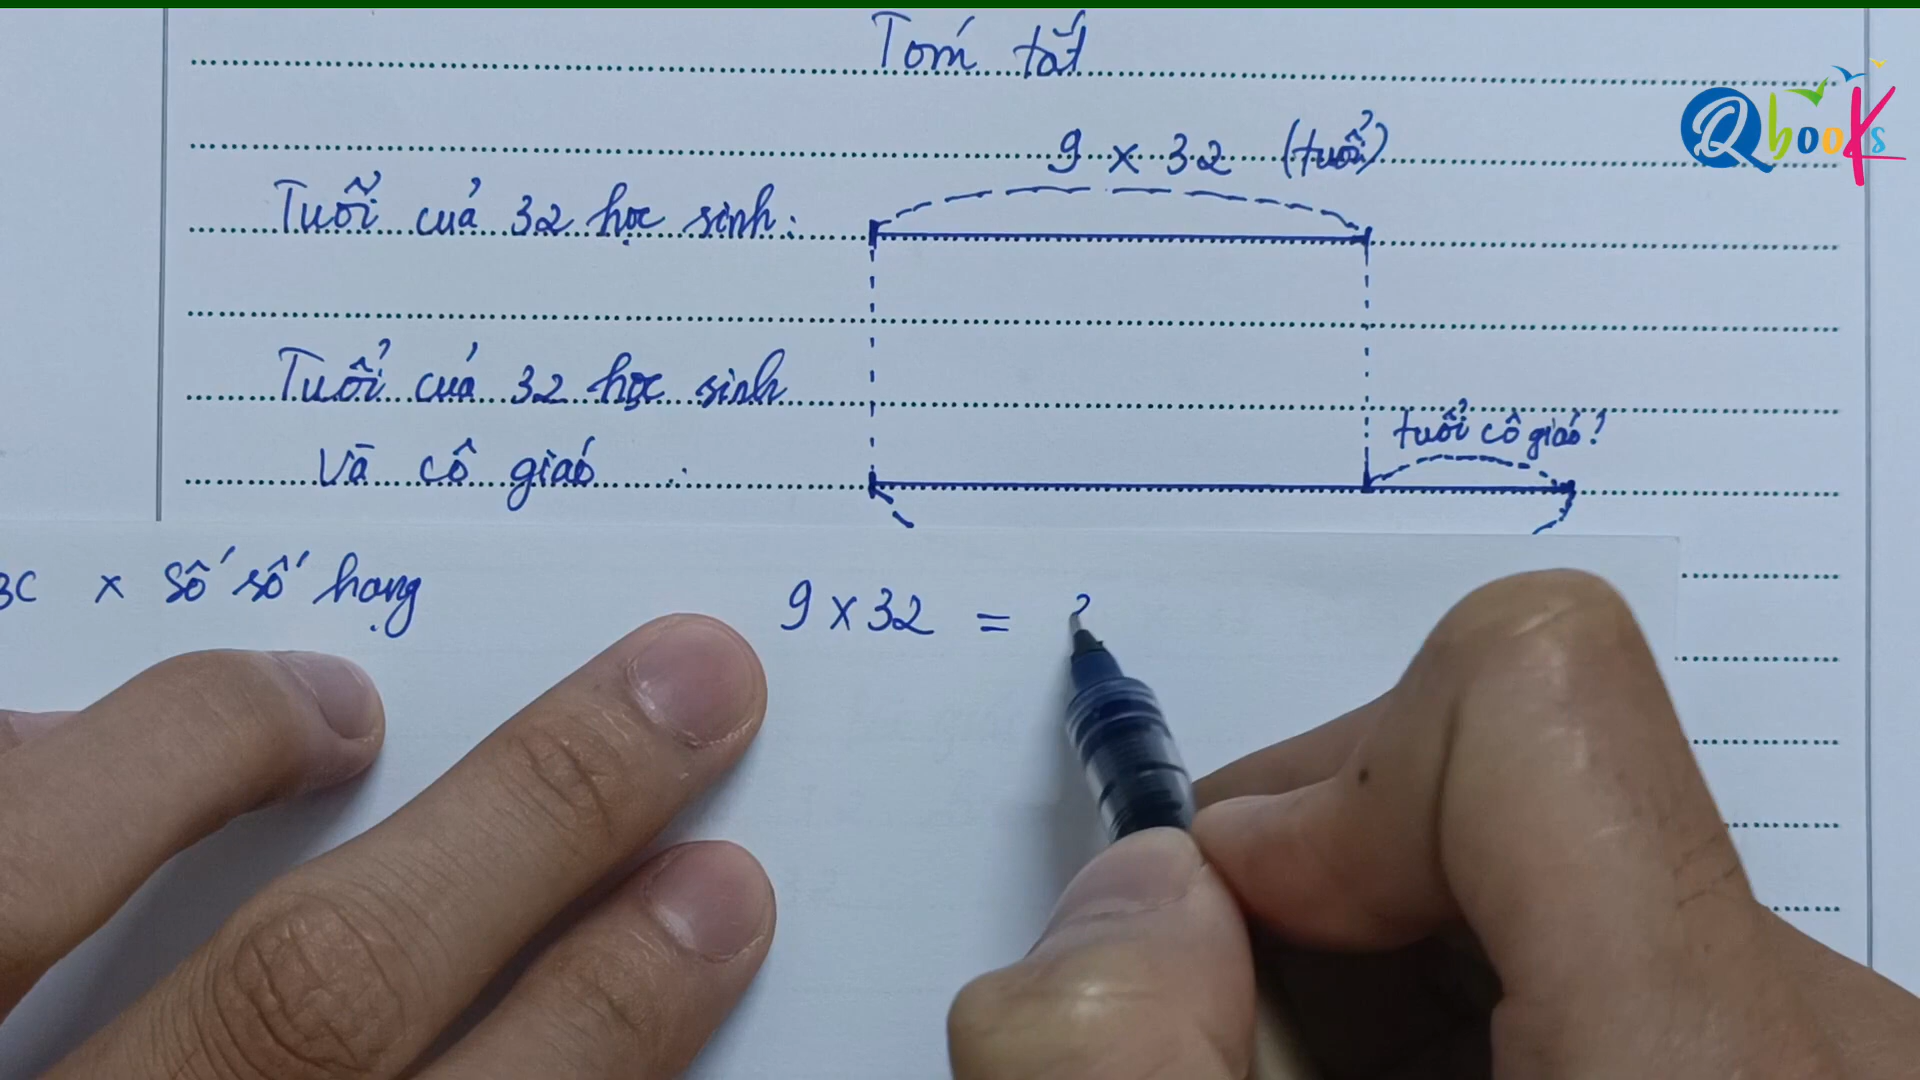 Tóm tắt
Qbooks
9 x 32 (tuổi)
Tuổi của 32 học sinh:
Tuổi của 32 học sinh
tuổi cô giáo?
Và cô giáo :
BC x Số số hạng
9 x 32 = ?